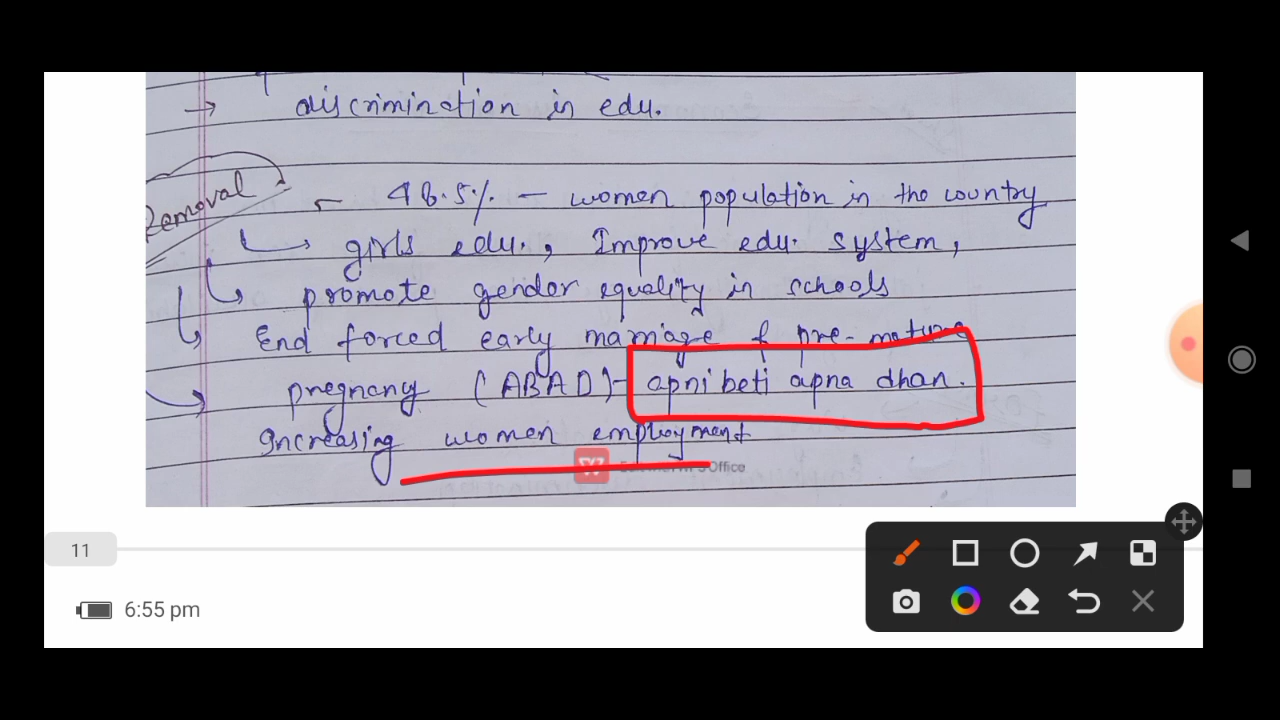 → discrimination in edu.
Removal
48.5% — women population in the country
→ girls edu., Improve edu. system,
promote gender equality in schools
End forced early marriage & pre-mature
pregnancy (ABAD)- apni beti apna dhan.
Increasing women employment
Office
11
6:55 pm